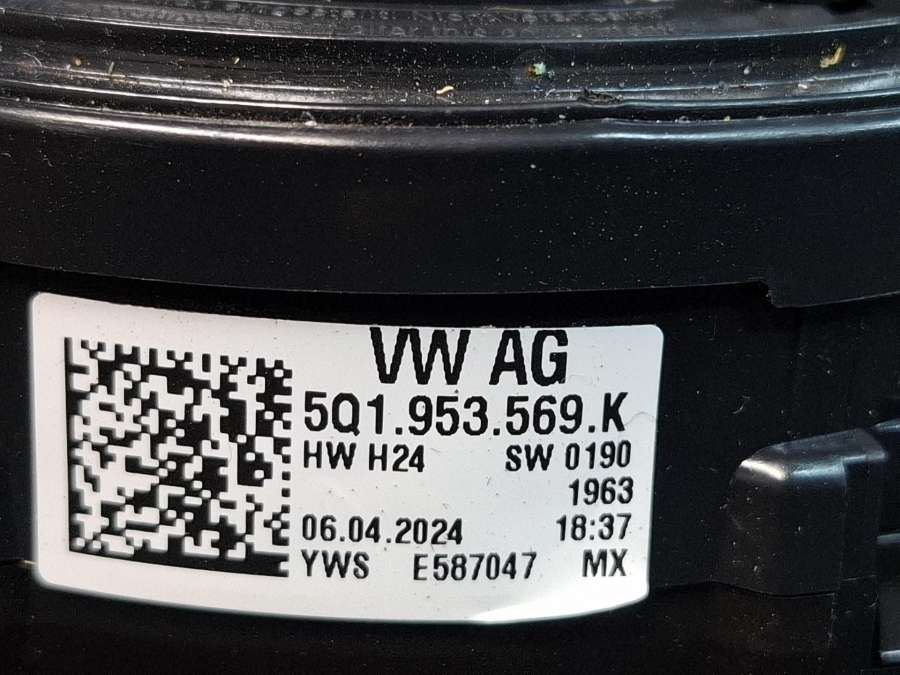 VW AG
5Q1.953.569.K
HW H24 SW 0190
1963
06.04.2024 18:37
YWS E587047 MX